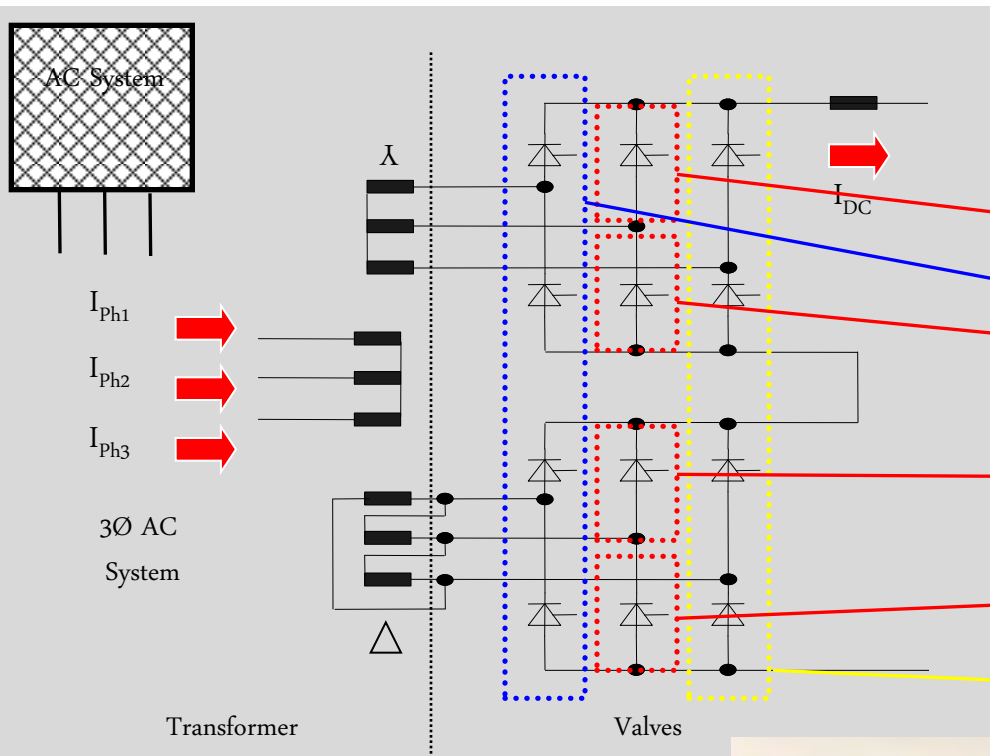 AC System
⅄
I_DC
I_Ph1
I_Ph2
I_Ph3
3Ø AC
System
△
Transformer
Valves